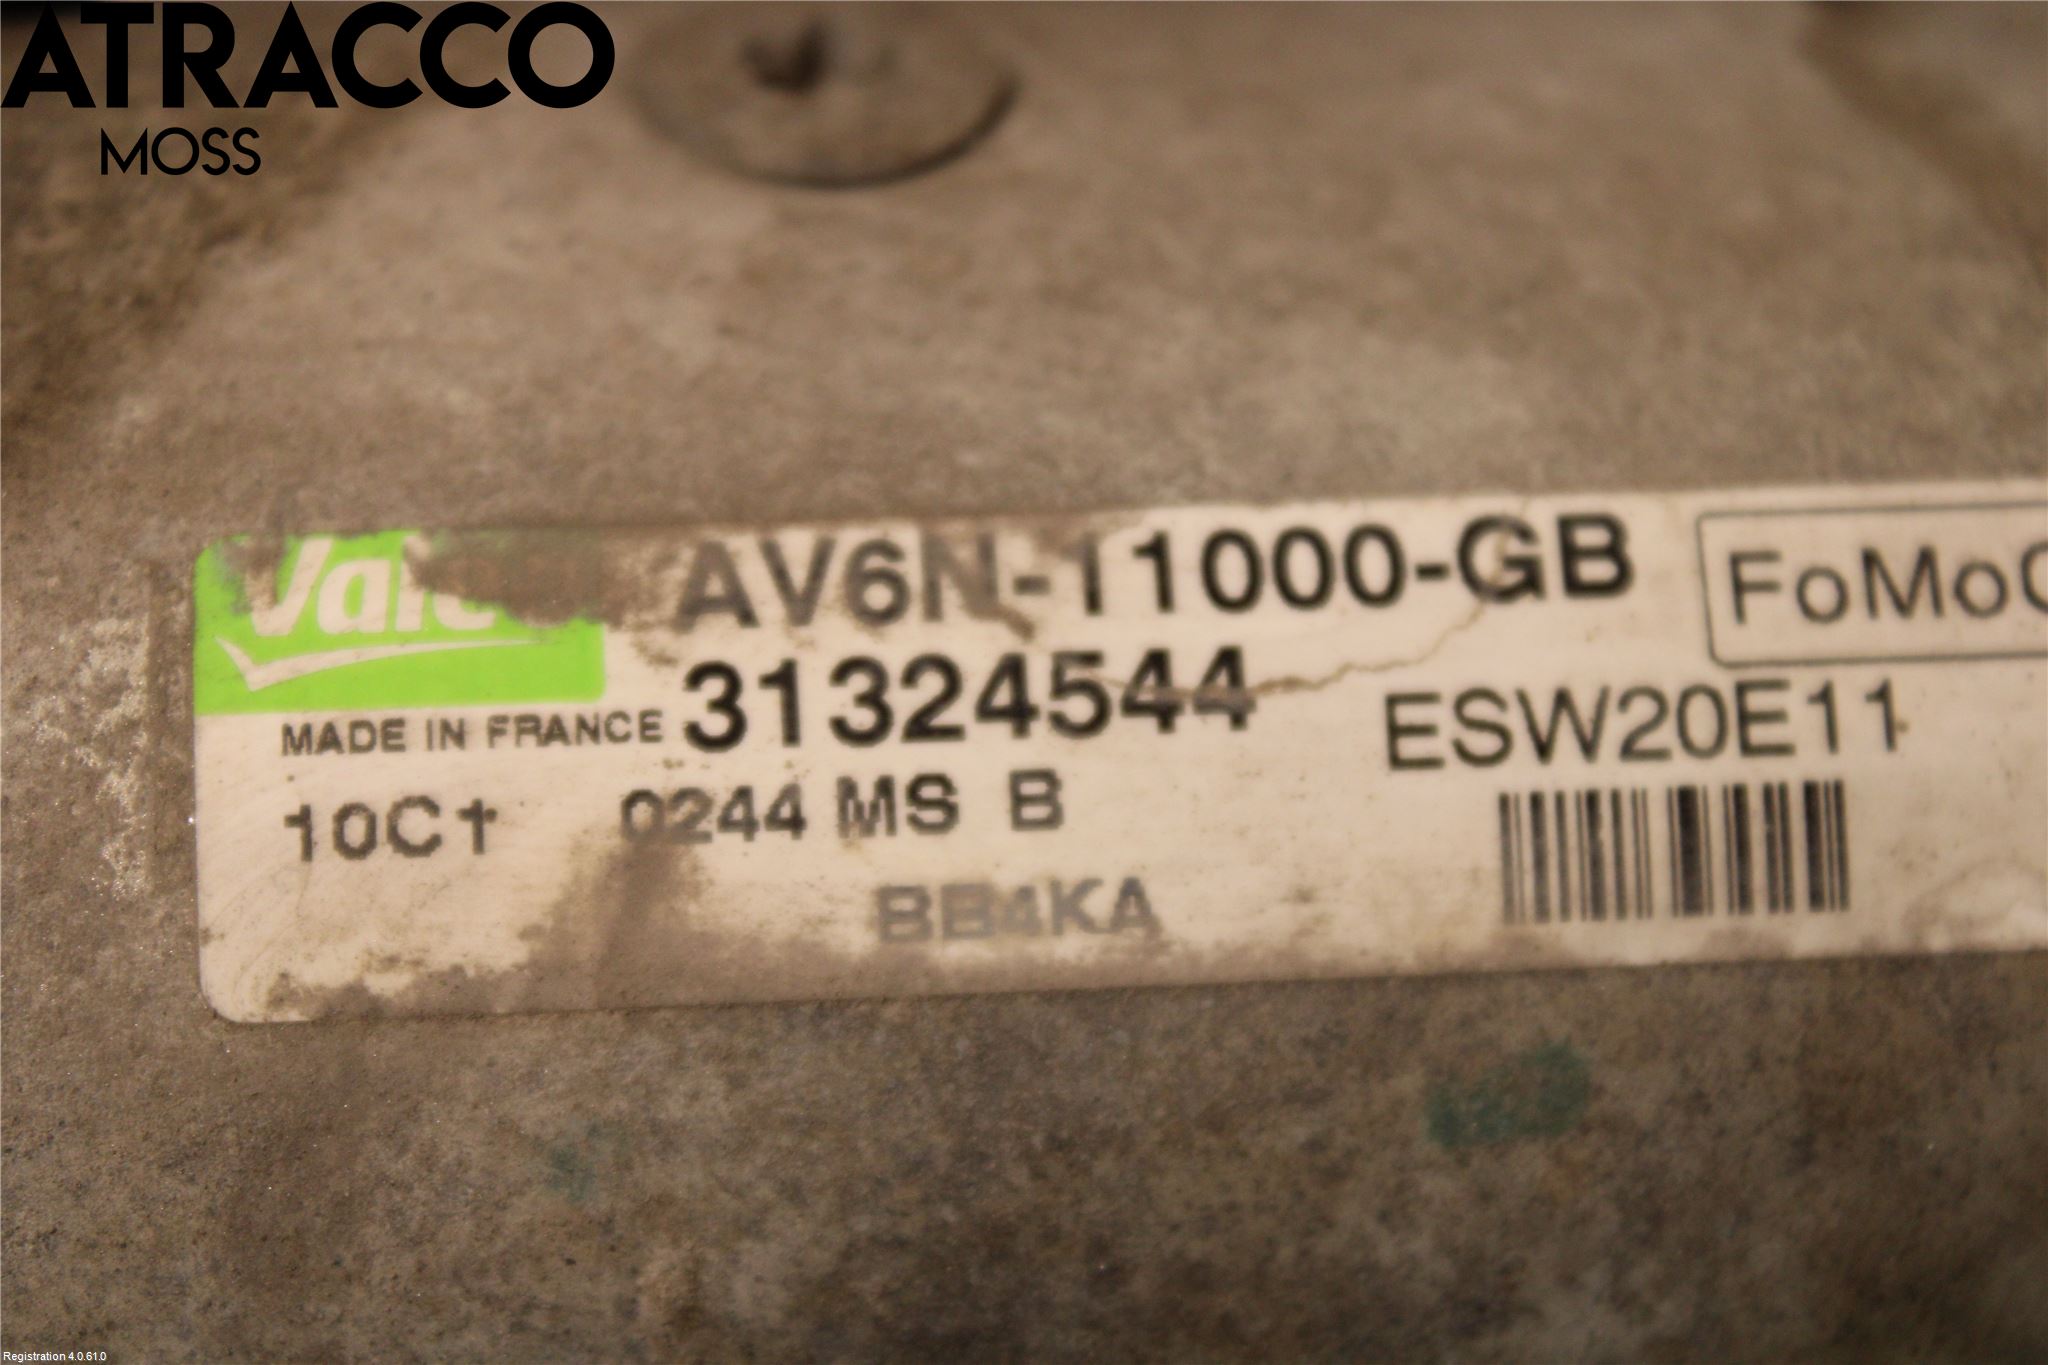 ATRACCO
MOSS
AV6N-11000-GB
FoMoC
31324544
MADE IN FRANCE
ESW20E11
10C1 0244 MS B
BB4KA
Registration 4.0.61.0